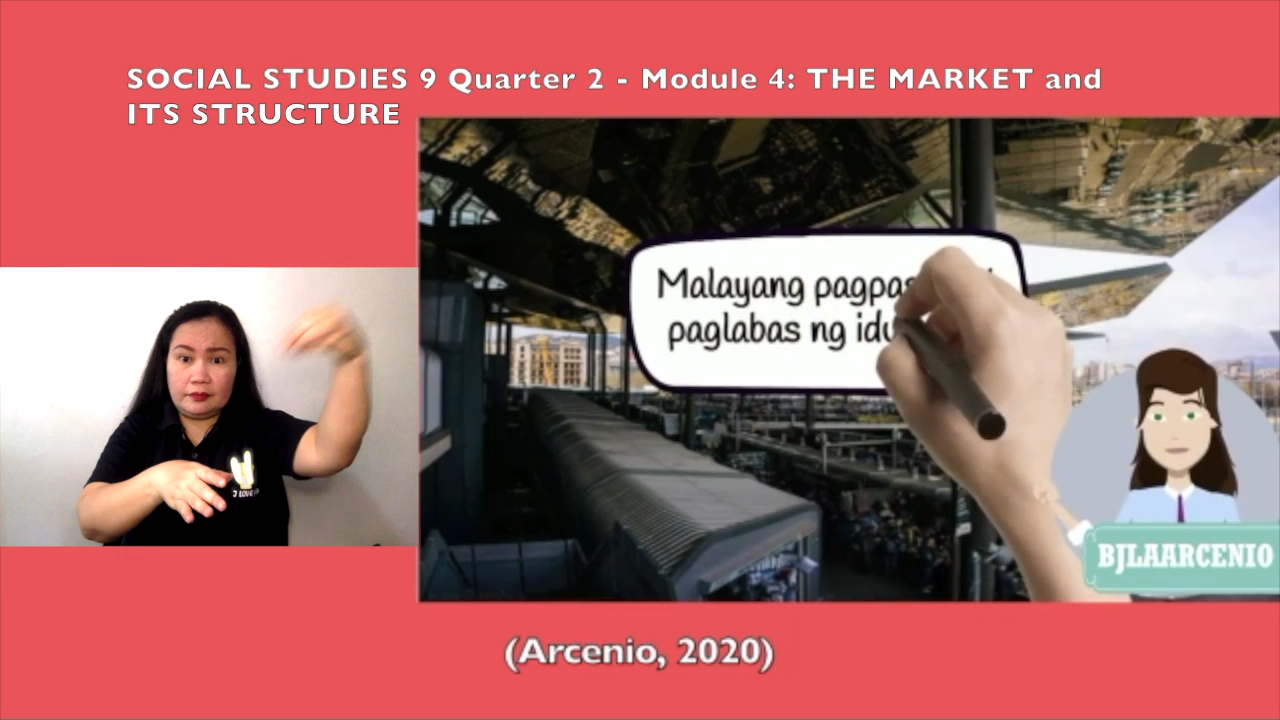 SOCIAL STUDIES 9 Quarter 2 - Module 4: THE MARKET and
ITS STRUCTURE
Malayang
paglabas ng
BJLAARCENIO
(Arcenio, 2020)